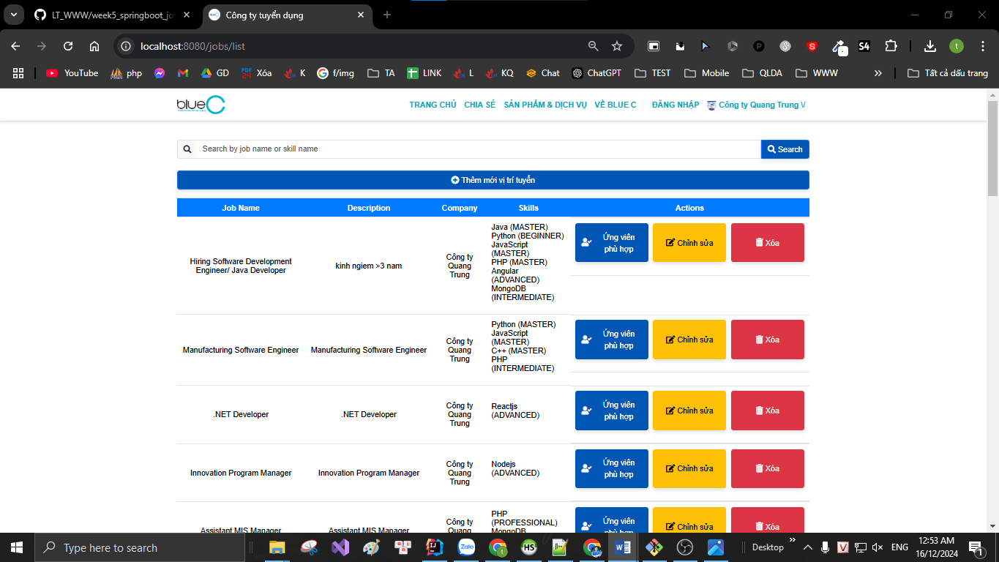 LT_WWW/week5_springboot_jo
Công ty tuyển dụng
localhost:8080/jobs/list
YouTube
php
GD
Xóa
K
f/img
TA
LINK
L
KQ
Chat
ChatGPT
TEST
Mobile
QLDA
WWW
Tất cả dấu trang
blueC
TRANG CHỦ
CHIA SẺ
SẢN PHẨM & DỊCH VỤ
VỀ BLUE C
ĐĂNG NHẬP
Công ty Quang Trung \/
Search by job name or skill name
Search
Thêm mới vị trí tuyển
Job Name
Description
Company
Skills
Actions
Hiring Software Development
Engineer/ Java Developer
kinh ngiem >3 nam
Công ty
Quang
Trung
Java (MASTER)
Python (BEGINNER)
JavaScript
(MASTER)
PHP (MASTER)
Angular
(ADVANCED)
MongoDB
(INTERMEDIATE)
Ứng viên
phù hợp
Chỉnh sửa
Xóa
Manufacturing Software Engineer
Manufacturing Software Engineer
Công ty
Quang
Trung
Python (MASTER)
JavaScript
(MASTER)
C++ (MASTER)
PHP
(INTERMEDIATE)
Ứng viên
phù hợp
Chỉnh sửa
Xóa
.NET Developer
.NET Developer
Công ty
Quang
Trung
Reactjs
(ADVANCED)
Ứng viên
phù hợp
Chỉnh sửa
Xóa
Innovation Program Manager
Innovation Program Manager
Công ty
Quang
Trung
Nodejs
(ADVANCED)
Ứng viên
phù hợp
Chỉnh sửa
Xóa
Assistant MIS Manager
Assistant MIS Manager
Công ty
Quang
PHP
(PROFESSIONAL)
MongoDB
Ứng viên
phù hợp
Chỉnh sửa
Xóa
Type here to search
Desktop
ENG
12:53 AM
16/12/2024